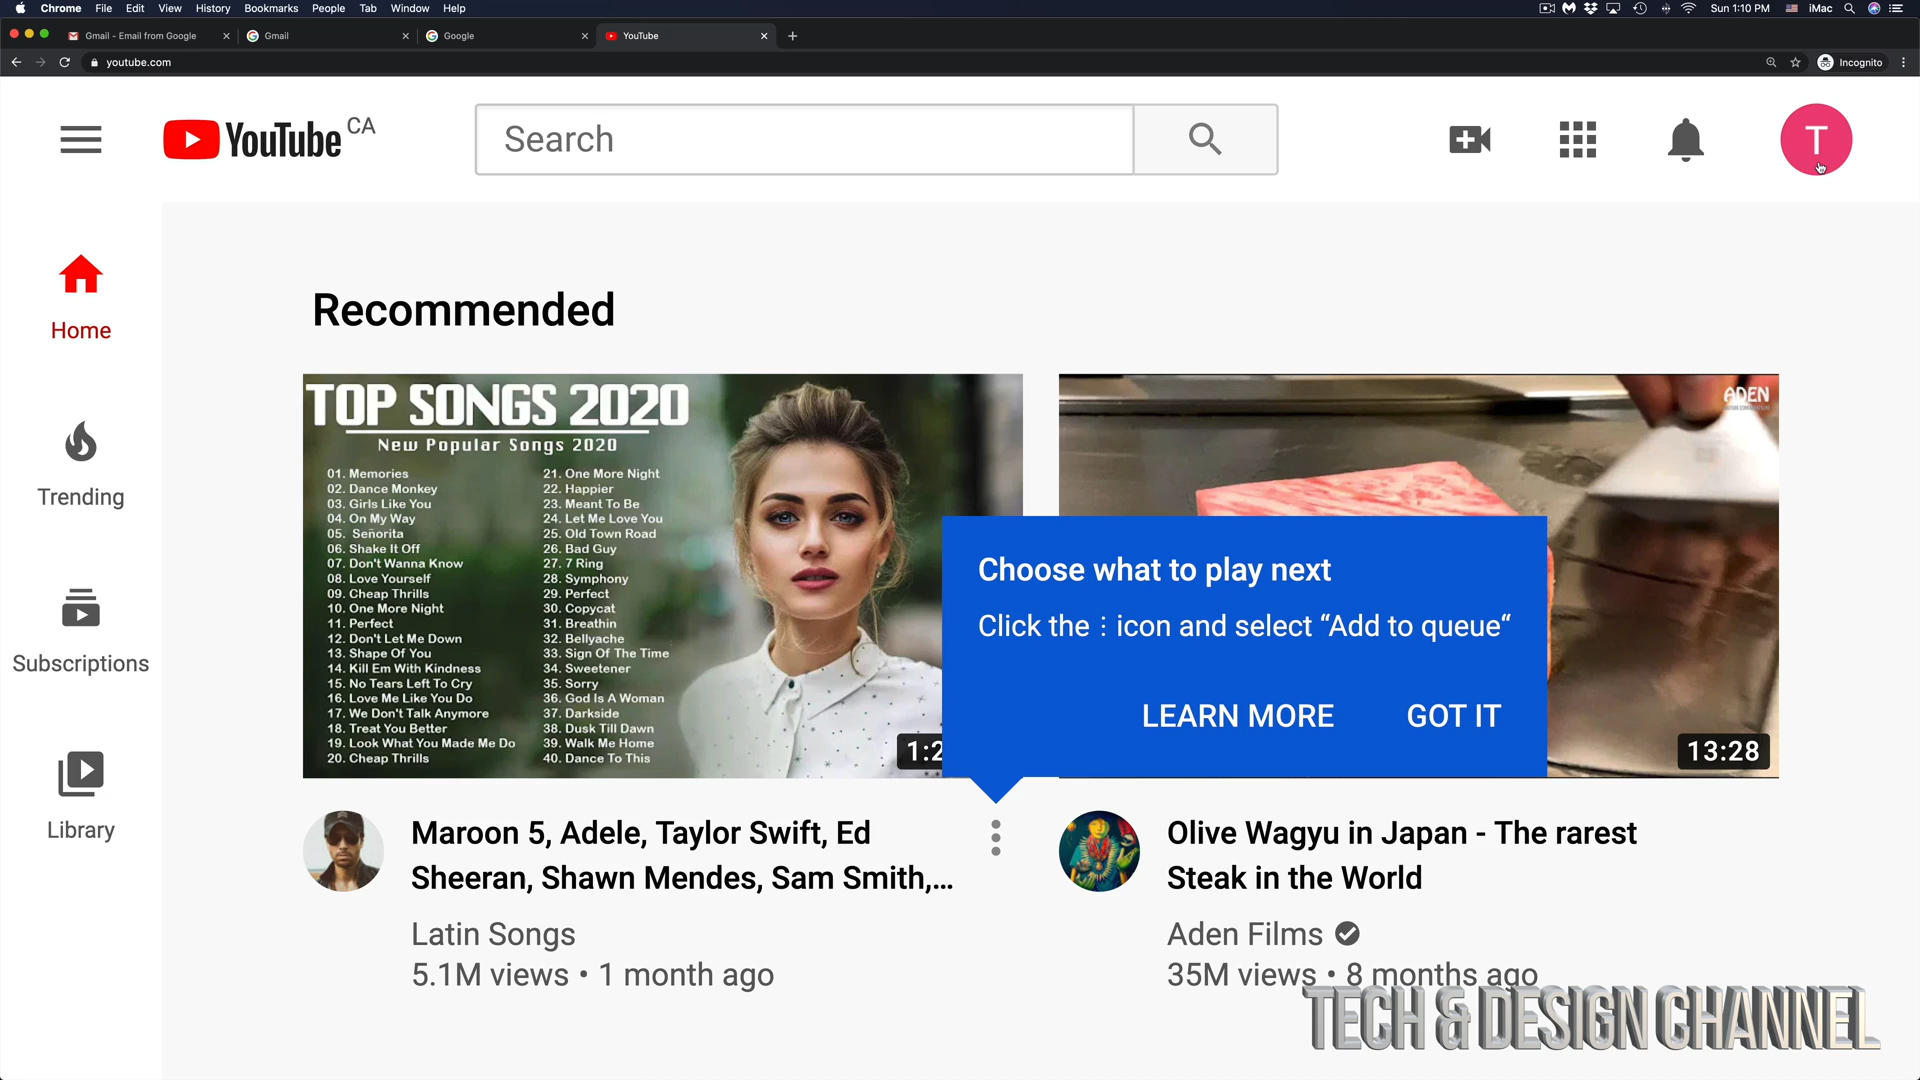 Chrome File Edit View History Bookmarks People Tab Window Help
Sun 1:10 PM iMac
Gmail - Email from Google
Gmail
Google
YouTube
youtube.com
Incognito
YouTube CA
Search
T
Home
Trending
Subscriptions
Library
Recommended
TOP SONGS 2020
New Popular Songs 2020
01. Memories
02. Dance Monkey
03. Girls Like You
04. On My Way
05. Señorita
06. Shake It Off
07. Don't Wanna Know
08. Love Yourself
09. Cheap Thrills
10. One More Night
11. Perfect
12. Don't Let Me Down
13. Shape Of You
14. Kill Em With Kindness
15. No Tears Left To Cry
16. Love Me Like You Do
17. We Don't Talk Anymore
18. Treat You Better
19. Look What You Made Me Do
20. Cheap Thrills
21. One More Night
22. Happier
23. Meant To Be
24. Let Me Love You
25. Old Town Road
26. Bad Guy
27. 7 Ring
28. Symphony
29. Perfect
30. Copycat
31. Breathin
32. Bellyache
33. Sign Of The Time
34. Sweetener
35. Sorry
36. God Is A Woman
37. Darkside
38. Dusk Till Dawn
39. Walk Me Home
40. Dance To This
1:2
ADEN
Choose what to play next
Click the ⋮ icon and select “Add to queue“
LEARN MORE
GOT IT
13:28
Maroon 5, Adele, Taylor Swift, Ed
Sheeran, Shawn Mendes, Sam Smith,...
Latin Songs
5.1M views • 1 month ago
Olive Wagyu in Japan - The rarest
Steak in the World
Aden Films
35M views • 8 months ago
TECH & DESIGN CHANNEL